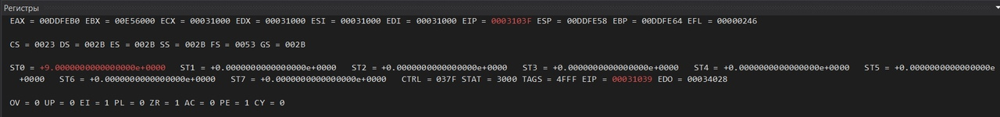 Регистры
EAX = 00DDFEB0 EBX = 00E56000 ECX = 00031000 EDX = 00031000 ESI = 00031000 EDI = 00031000 EIP = 0003103F ESP = 00DDFE58 EBP = 00DDFE64 EFL = 00000246
CS = 0023 DS = 002B ES = 002B SS = 002B FS = 0053 GS = 002B
ST0 = +9.0000000000000000e+0000 ST1 = +0.0000000000000000e+0000 ST2 = +0.0000000000000000e+0000 ST3 = +0.0000000000000000e+0000 ST4 = +0.0000000000000000e+0000 ST5 = +0.0000000000000000e
+0000 ST6 = +0.0000000000000000e+0000 ST7 = +0.0000000000000000e+0000 CTRL = 037F STAT = 3000 TAGS = 4FFF EIP = 00031039 EDO = 00034028
OV = 0 UP = 0 EI = 1 PL = 0 ZR = 1 AC = 0 PE = 1 CY = 0